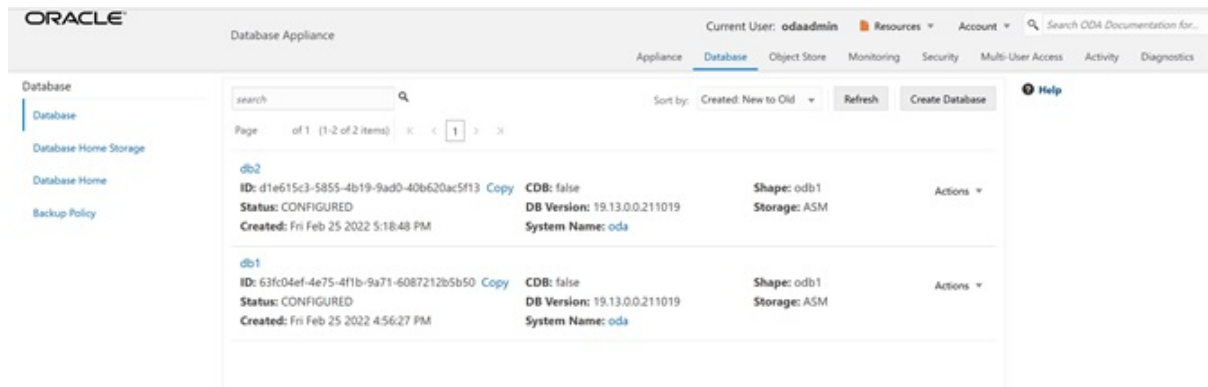 ORACLE
Database Appliance
Current User: odaadmin Resources Account Search ODA Documentation for...
Appliance Database Object Store Monitoring Security Multi-User Access Activity Diagnostics
Database
Database
Database Home Storage
Database Home
Backup Policy
search
Sort by: Created: New to Old Refresh Create Database
Help
Page of 1 (1-2 of 2 items) K < 1 > X
db2
ID: d1e615c3-5855-4b19-9ad0-40b620ac5f13 Copy CDB: false Shape: odb1 Actions
Status: CONFIGURED DB Version: 19.13.0.0.211019 Storage: ASM
Created: Fri Feb 25 2022 5:18:48 PM System Name: oda
db1
ID: 63fc04ef-4e75-4f1b-9a71-6087212b5b50 Copy CDB: false Shape: odb1 Actions
Status: CONFIGURED DB Version: 19.13.0.0.211019 Storage: ASM
Created: Fri Feb 25 2022 4:56:27 PM System Name: oda